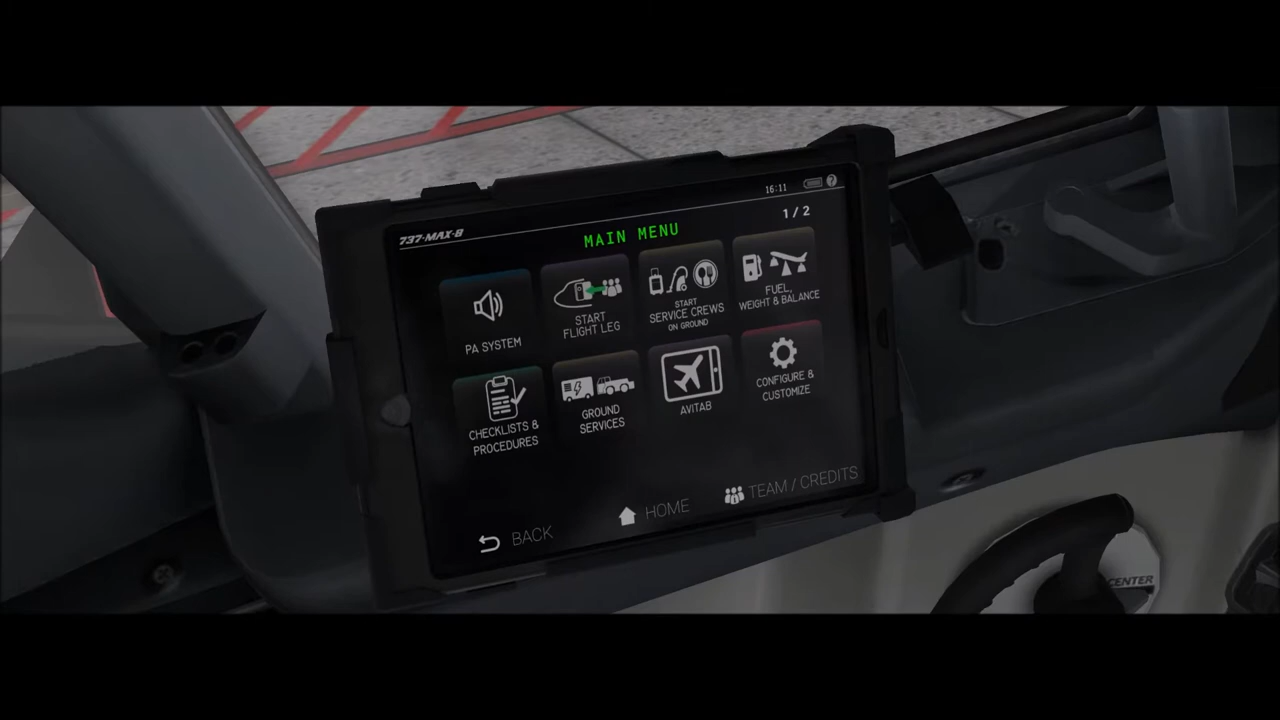 16:11
737-MAX-8
1 / 2
MAIN MENU
PA SYSTEM
START
FLIGHT LEG
START
SERVICE CREWS
ON GROUND
FUEL,
WEIGHT & BALANCE
CHECKLISTS &
PROCEDURES
GROUND
SERVICES
AVITAB
CONFIGURE &
CUSTOMIZE
BACK
HOME
TEAM / CREDITS
CENTER